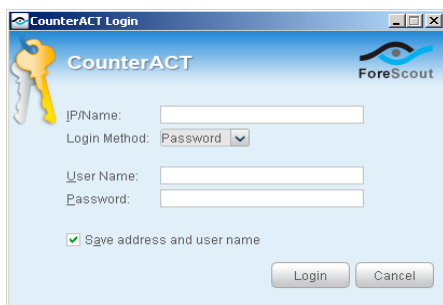 CounterACT Login
CounterACT
ForeScout
IP/Name:
Login Method: Password
User Name:
Password:
Save address and user name
Login Cancel